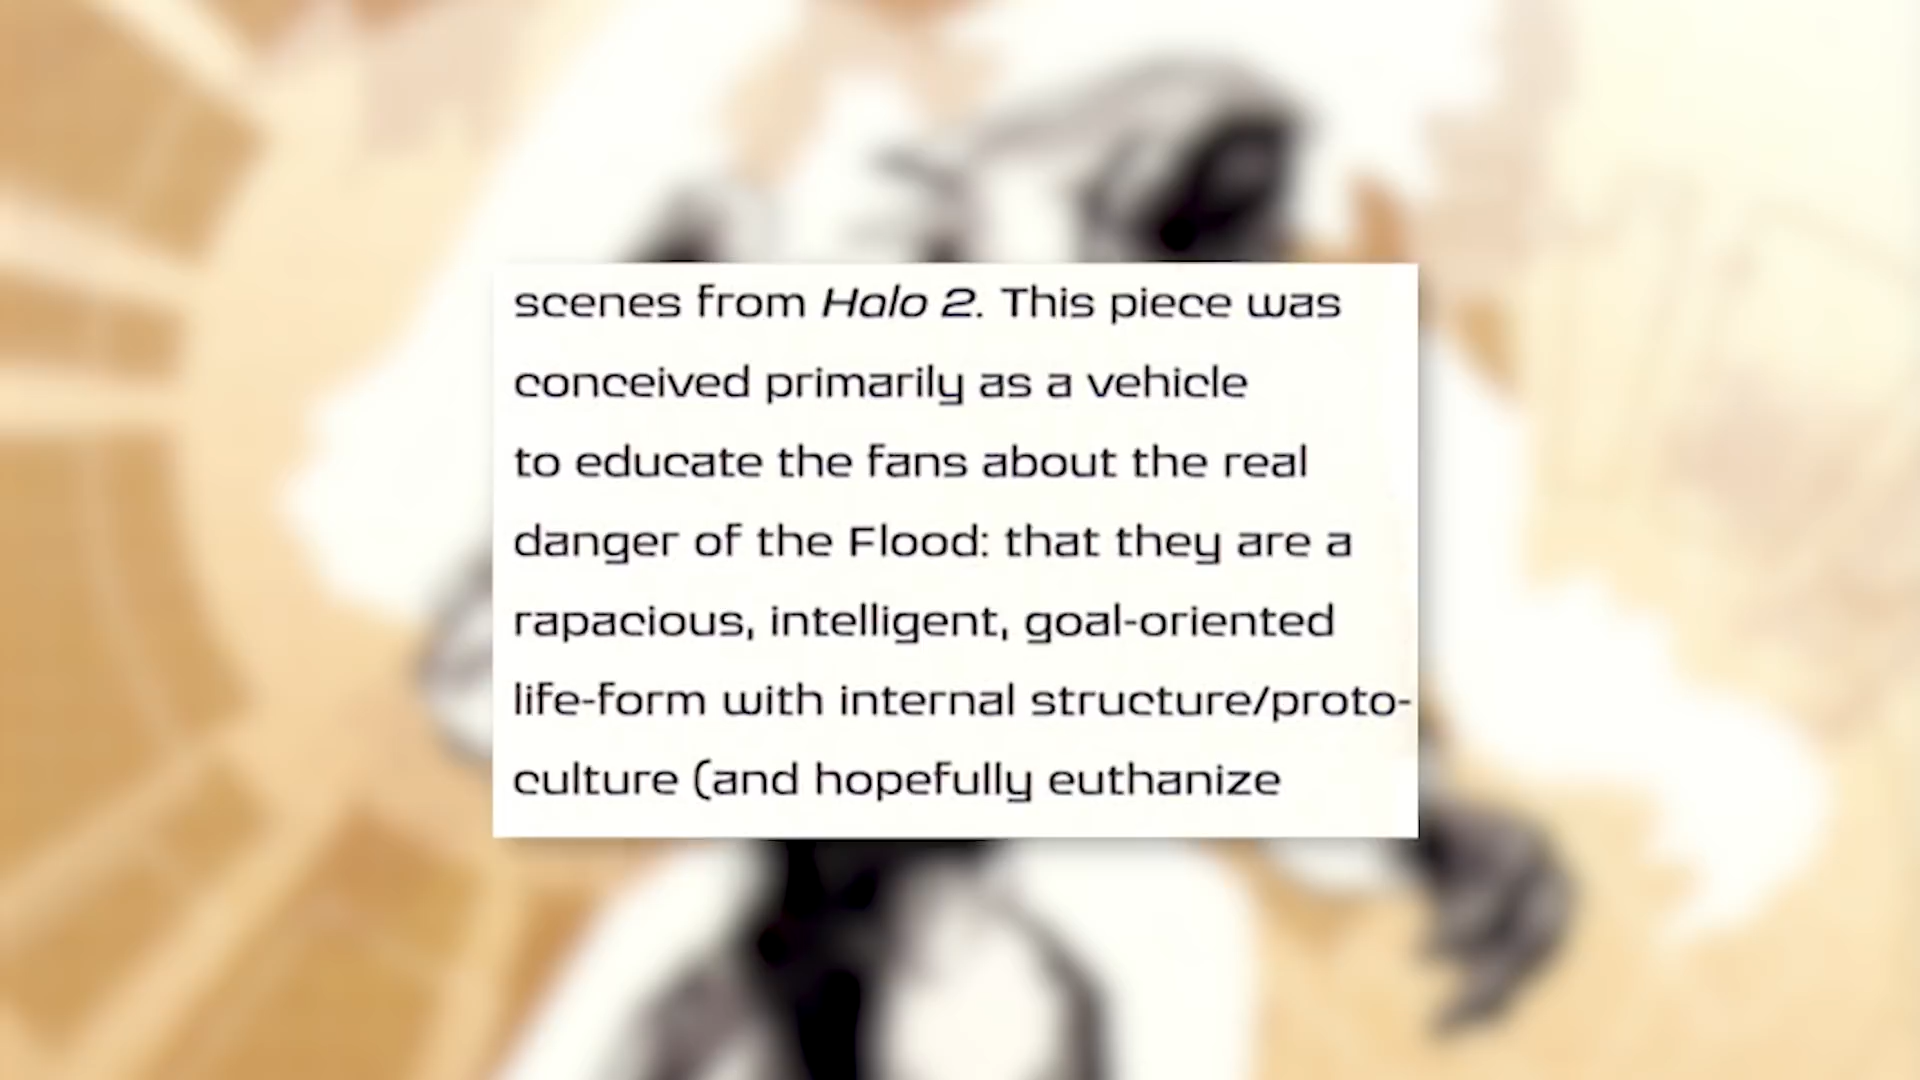 scenes from Halo 2. This piece was
conceived primarily as a vehicle
to educate the fans about the real
danger of the Flood: that they are a
rapacious, intelligent, goal-oriented
life-form with internal structure/proto-
culture (and hopefully euthanize